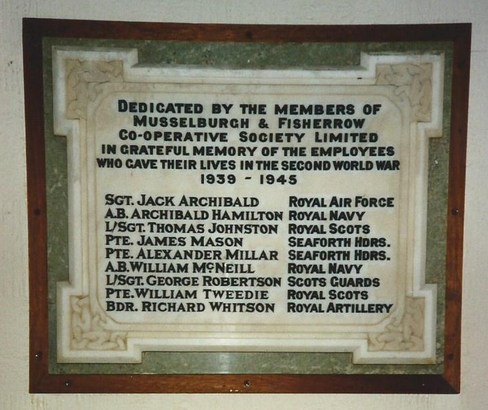 DEDICATED BY THE MEMBERS OF
MUSSELBURGH & FISHERROW
CO-OPERATIVE SOCIETY LIMITED
IN GRATEFUL MEMORY OF THE EMPLOYEES
WHO GAVE THEIR LIVES IN THE SECOND WORLD WAR
1939 - 1945
SGT. JACK ARCHIBALD ROYAL AIR FORCE
A.B. ARCHIBALD HAMILTON ROYAL NAVY
L/SGT. THOMAS JOHNSTON ROYAL SCOTS
PTE. JAMES MASON SEAFORTH HDRS.
PTE. ALEXANDER MILLAR SEAFORTH HDRS.
A.B. WILLIAM MCNEILL ROYAL NAVY
L/SGT. GEORGE ROBERTSON SCOTS GUARDS
PTE. WILLIAM TWEEDIE ROYAL SCOTS
BDR. RICHARD WHITSON ROYAL ARTILLERY